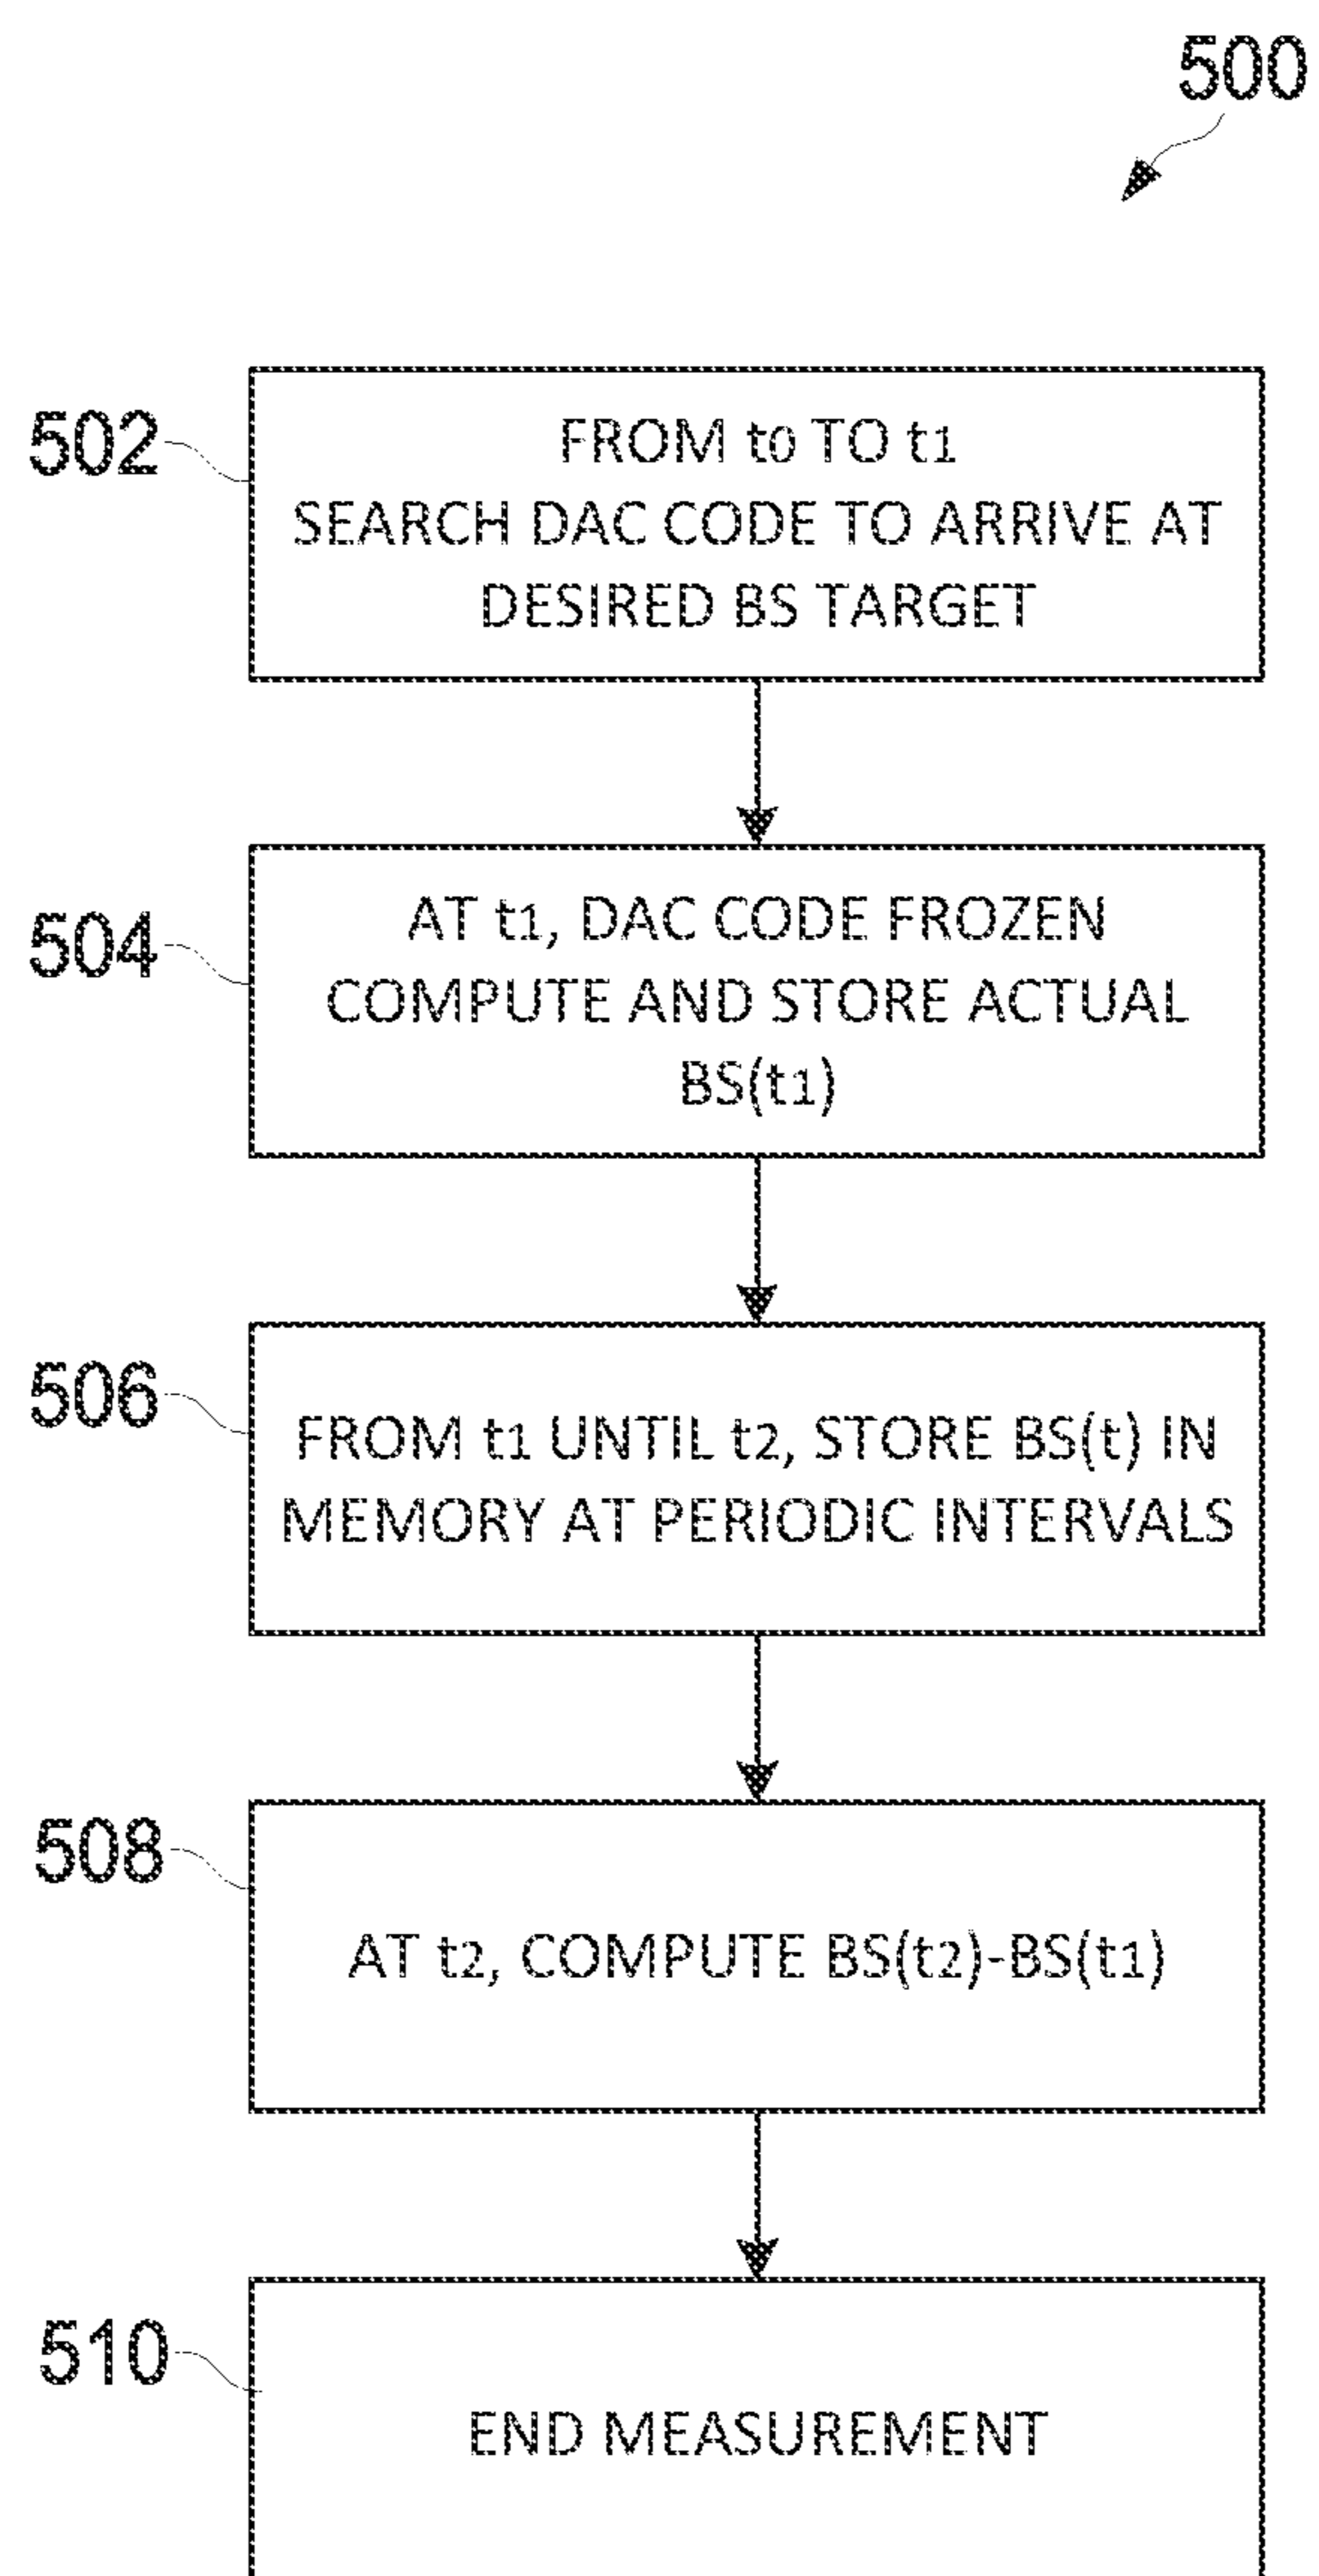 500
502
FROM t0 TO t1
SEARCH DAC CODE TO ARRIVE AT
DESIRED BS TARGET
504
AT t1, DAC CODE FROZEN
COMPUTE AND STORE ACTUAL
BS(t1)
506
FROM t1 UNTIL t2, STORE BS(t) IN
MEMORY AT PERIODIC INTERVALS
508
AT t2, COMPUTE BS(t2)-BS(t1)
510
END MEASUREMENT